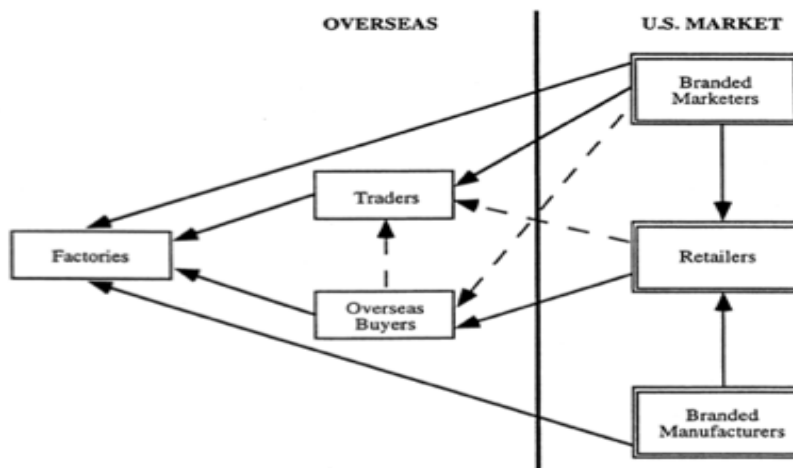 OVERSEAS
U.S. MARKET
Branded
Marketers
Traders
Factories
Retailers
Overseas
Buyers
Branded
Manufacturers